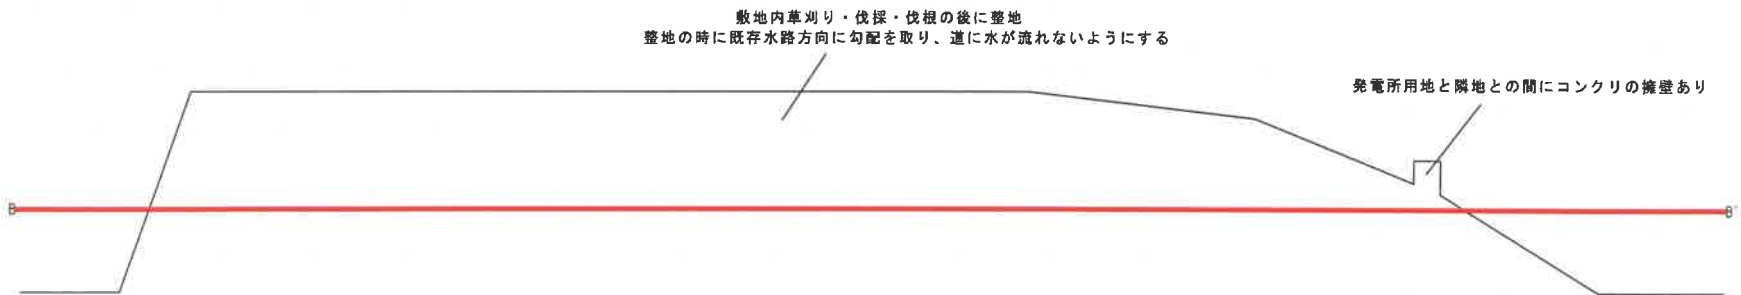 敷地内草刈り・伐採・伐根の後に整地
整地の時に既存水路方向に勾配を取り、道に水が流れないようにする
発電所用地と隣地との間にコンクリの擁壁あり
B
B'